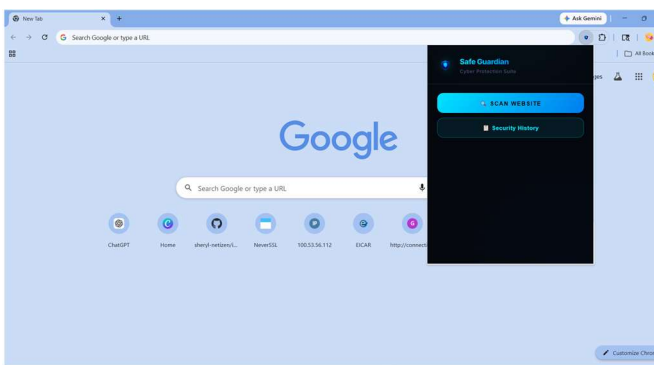 New Tab
Ask Gemini
Search Google or type a URL
All Book
Safe Guardian
Cyber Protection Suite
SCAN WEBSITE
Security History
ges
Google
Search Google or type a URL
ChatGPT
Home
sheryl-netizen/i...
NeverSSL
100.53.56.112
EICAR
http://connecti
Customize Chro